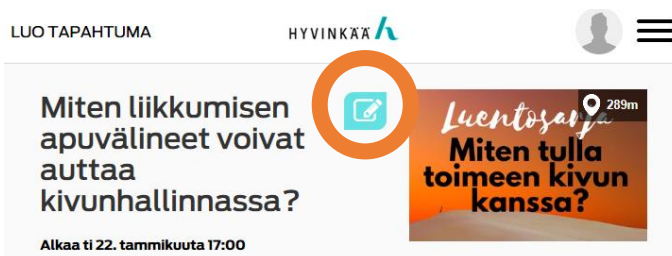 LUO TAPAHTUMA
HYVINKÄÄ
Miten liikkumisen
apuvälineet voivat
auttaa
kivunhallinnassa?
Alkaa ti 22. tammikuuta 17:00
289m
Luentosarja
Miten tulla
toimeen kivun
kanssa?